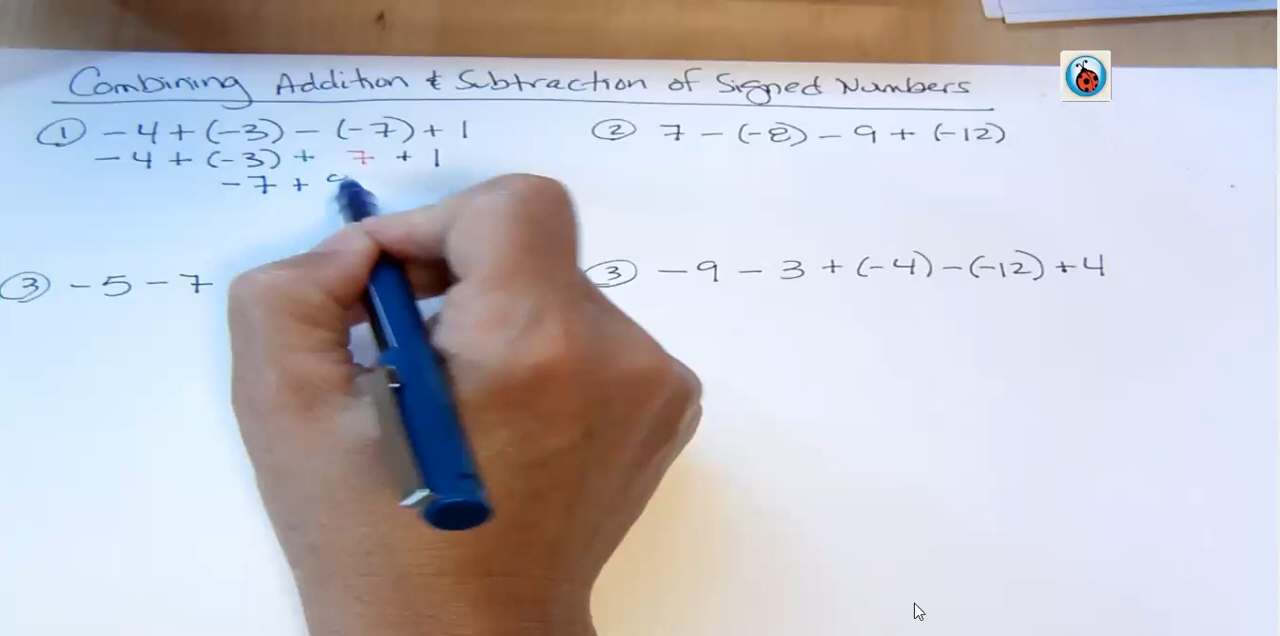 Combining Addition & Subtraction of Signed Numbers
① -4 + (-3) - (-7) + 1
-4 + (-3) + 7 + 1
-7 +
② 7 - (-8) - 9 + (-12)
③ -5 - 7
③ -9 - 3 + (-4) - (-12) + 4